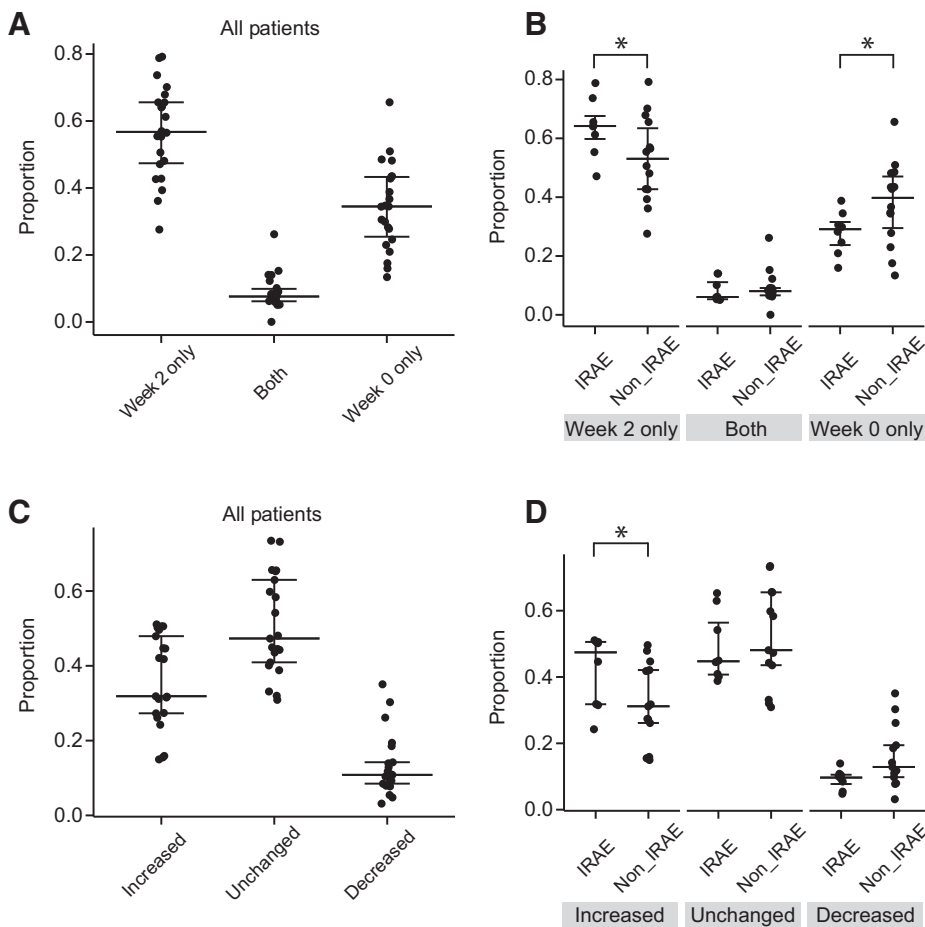 A
All patients
Proportion
0.8
0.6
0.4
0.2
0.0
Week 2 only
Both
Week 0 only
B
*
*
Proportion
0.8
0.6
0.4
0.2
0.0
IRAE
Non_IRAE
IRAE
Non_IRAE
IRAE
Non_IRAE
Week 2 only
Both
Week 0 only
C
All patients
Proportion
0.6
0.4
0.2
0.0
Increased
Unchanged
Decreased
D
*
Proportion
0.6
0.4
0.2
0.0
IRAE
Non_IRAE
IRAE
Non_IRAE
IRAE
Non_IRAE
Increased
Unchanged
Decreased